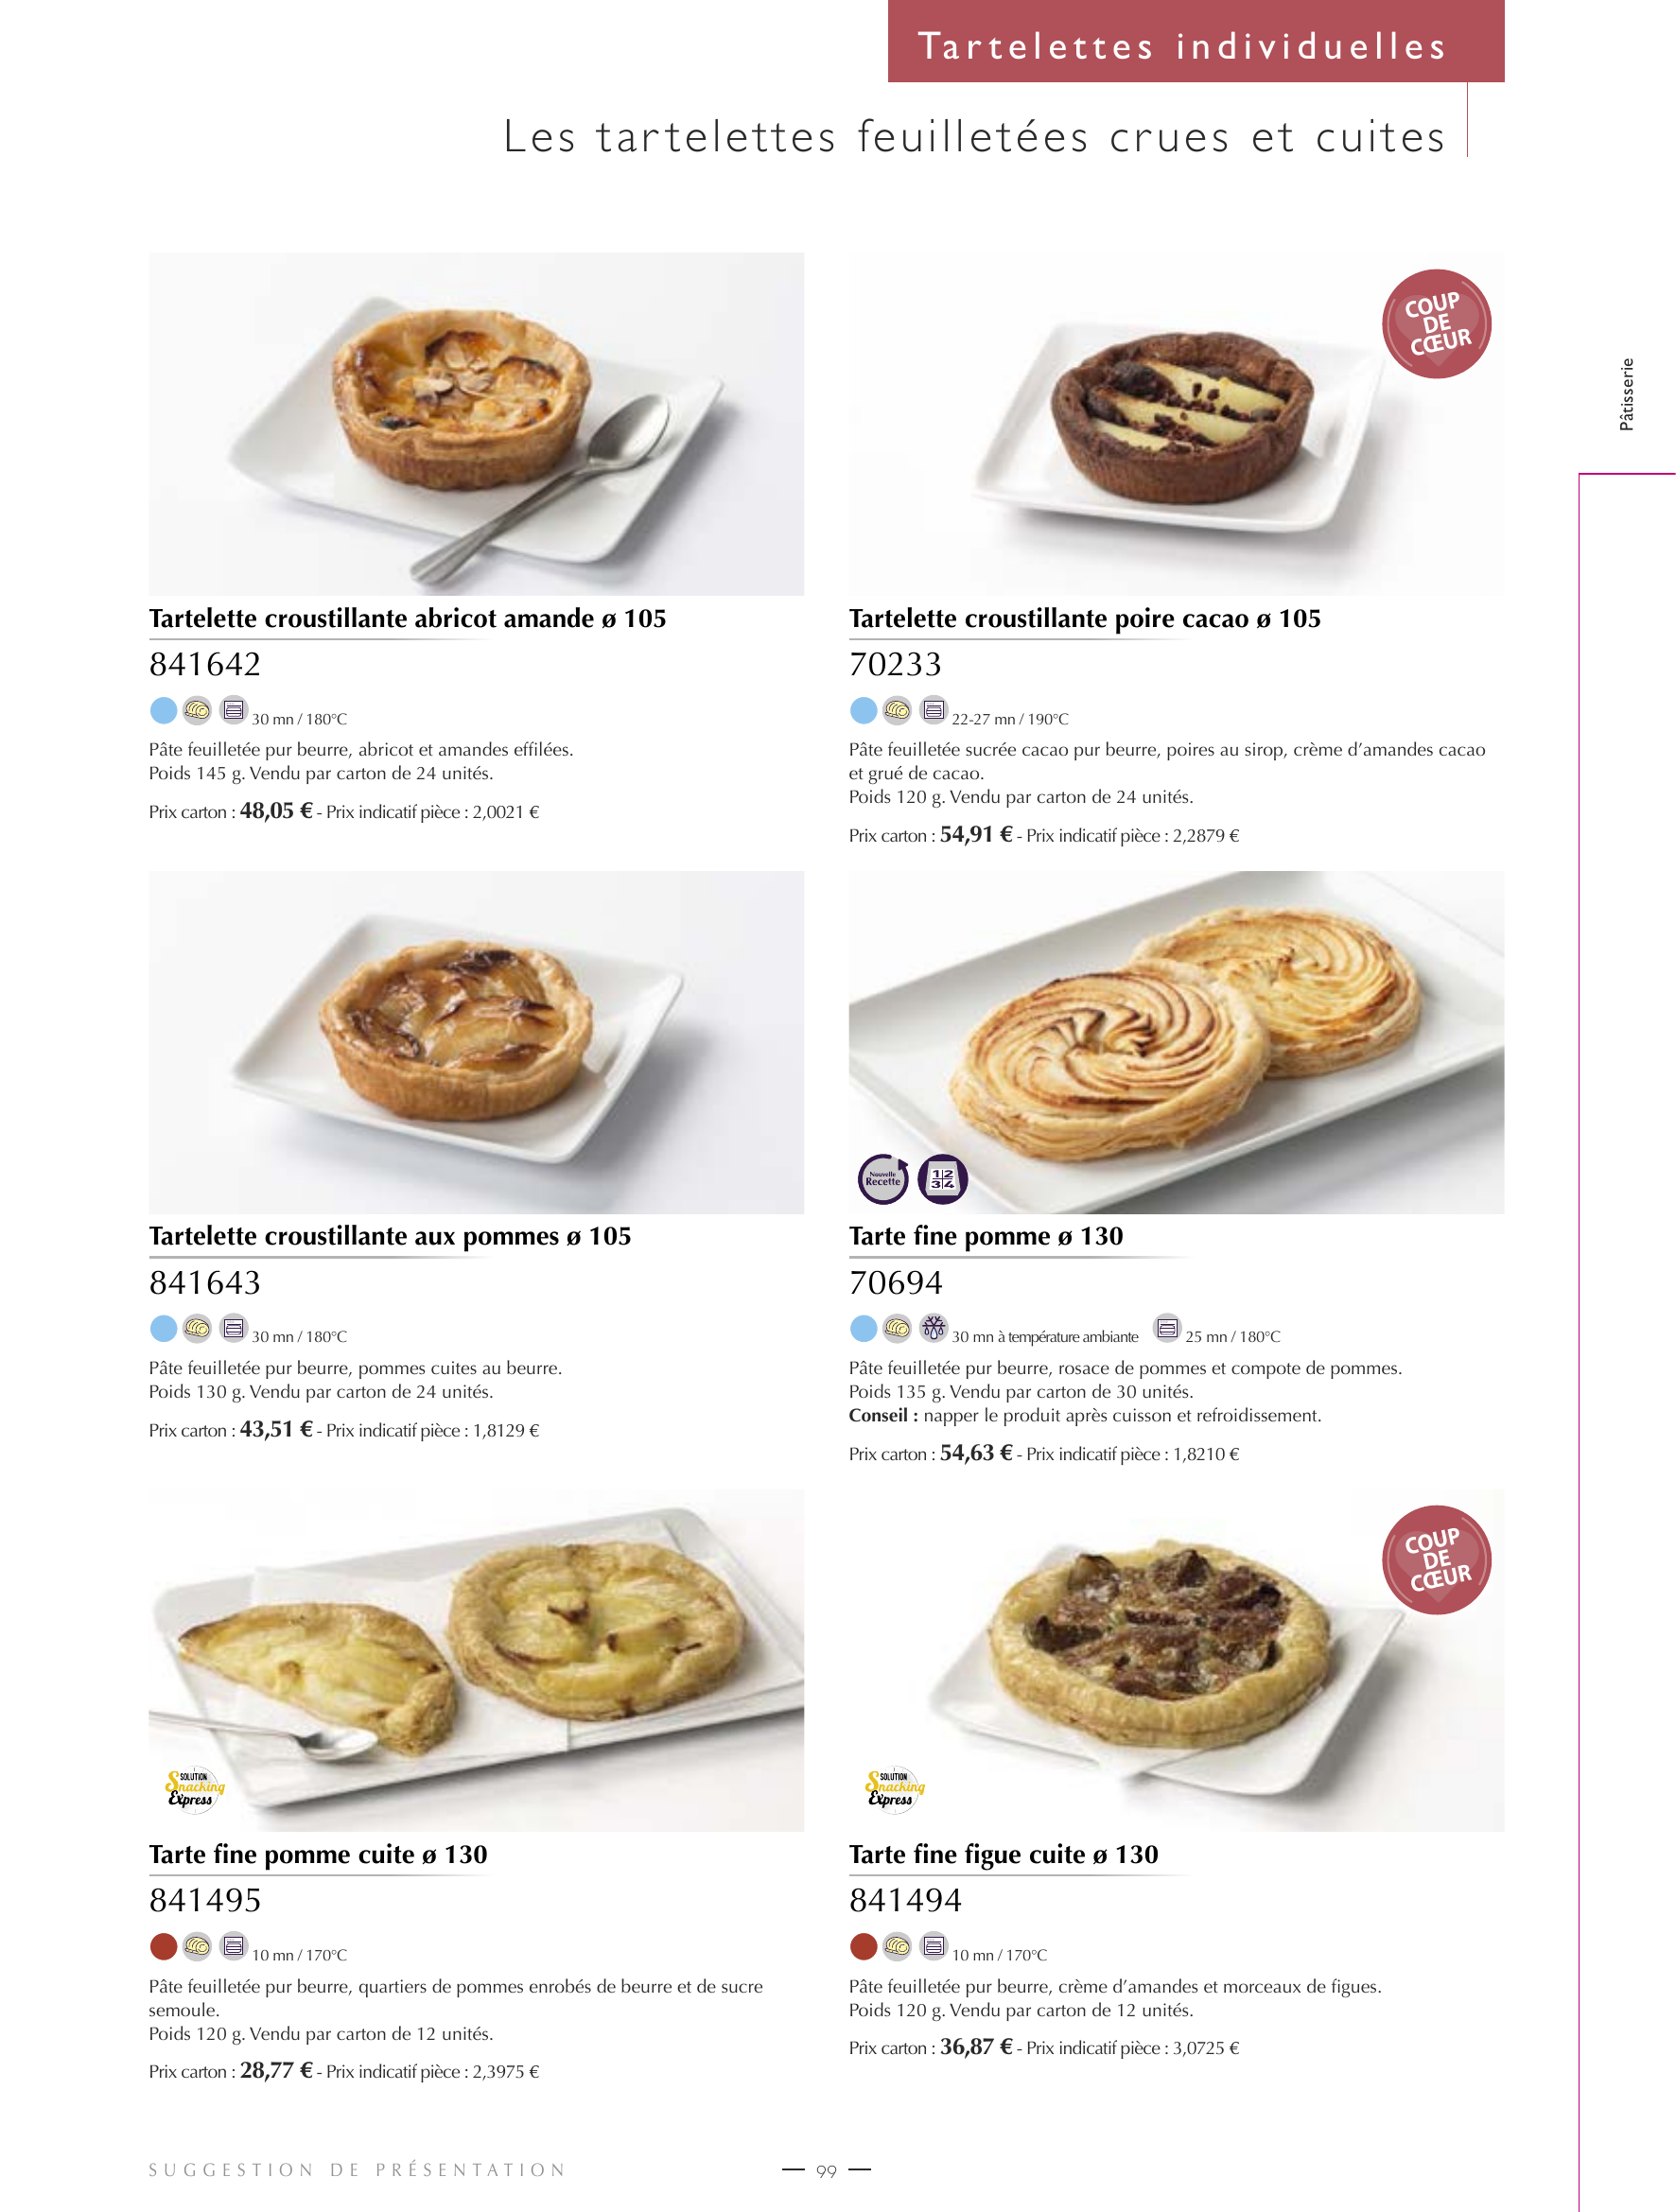 Tartelettes individuelles
Les tartelettes feuilletées crues et cuites
Pâtisserie
COUP
DE
CŒUR
Tartelette croustillante abricot amande ø 105
841642
30 mn / 180°C
Pâte feuilletée pur beurre, abricot et amandes effilées.
Poids 145 g. Vendu par carton de 24 unités.
Prix carton : 48,05 € - Prix indicatif pièce : 2,0021 €
Tartelette croustillante poire cacao ø 105
70233
22-27 mn / 190°C
Pâte feuilletée sucrée cacao pur beurre, poires au sirop, crème d’amandes cacao
et grué de cacao.
Poids 120 g. Vendu par carton de 24 unités.
Prix carton : 54,91 € - Prix indicatif pièce : 2,2879 €
Tartelette croustillante aux pommes ø 105
841643
30 mn / 180°C
Pâte feuilletée pur beurre, pommes cuites au beurre.
Poids 130 g. Vendu par carton de 24 unités.
Prix carton : 43,51 € - Prix indicatif pièce : 1,8129 €
Nouvelle
Recette
1 2
3 4
Tarte fine pomme ø 130
70694
30 mn à température ambiante 25 mn / 180°C
Pâte feuilletée pur beurre, rosace de pommes et compote de pommes.
Poids 135 g. Vendu par carton de 30 unités.
Conseil : napper le produit après cuisson et refroidissement.
Prix carton : 54,63 € - Prix indicatif pièce : 1,8210 €
SOLUTION
Snacking
Express
Tarte fine pomme cuite ø 130
841495
10 mn / 170°C
Pâte feuilletée pur beurre, quartiers de pommes enrobés de beurre et de sucre
semoule.
Poids 120 g. Vendu par carton de 12 unités.
Prix carton : 28,77 € - Prix indicatif pièce : 2,3975 €
COUP
DE
CŒUR
SOLUTION
Snacking
Express
Tarte fine figue cuite ø 130
841494
10 mn / 170°C
Pâte feuilletée pur beurre, crème d’amandes et morceaux de figues.
Poids 120 g. Vendu par carton de 12 unités.
Prix carton : 36,87 € - Prix indicatif pièce : 3,0725 €
SUGGESTION DE PRÉSENTATION
— 99 —